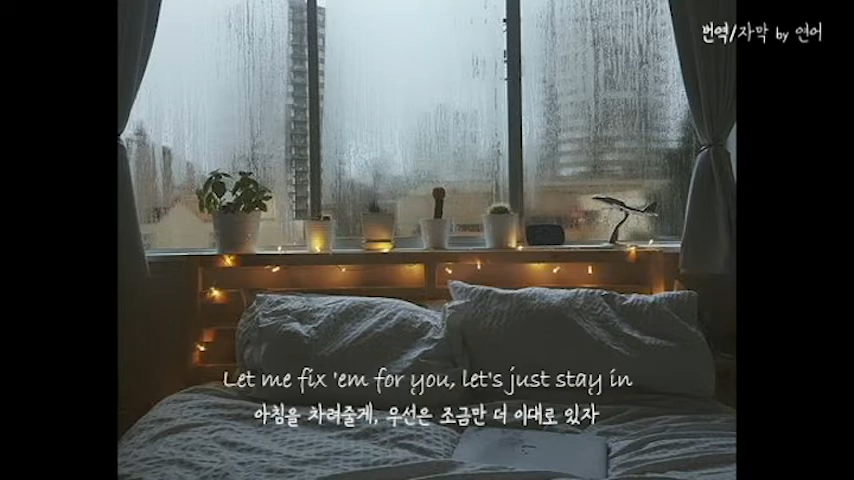 번역/자막 by 연어
Let me fix 'em for you, let's just stay in
아침을 차려줄게, 우선은 조금만 더 이대로 있자